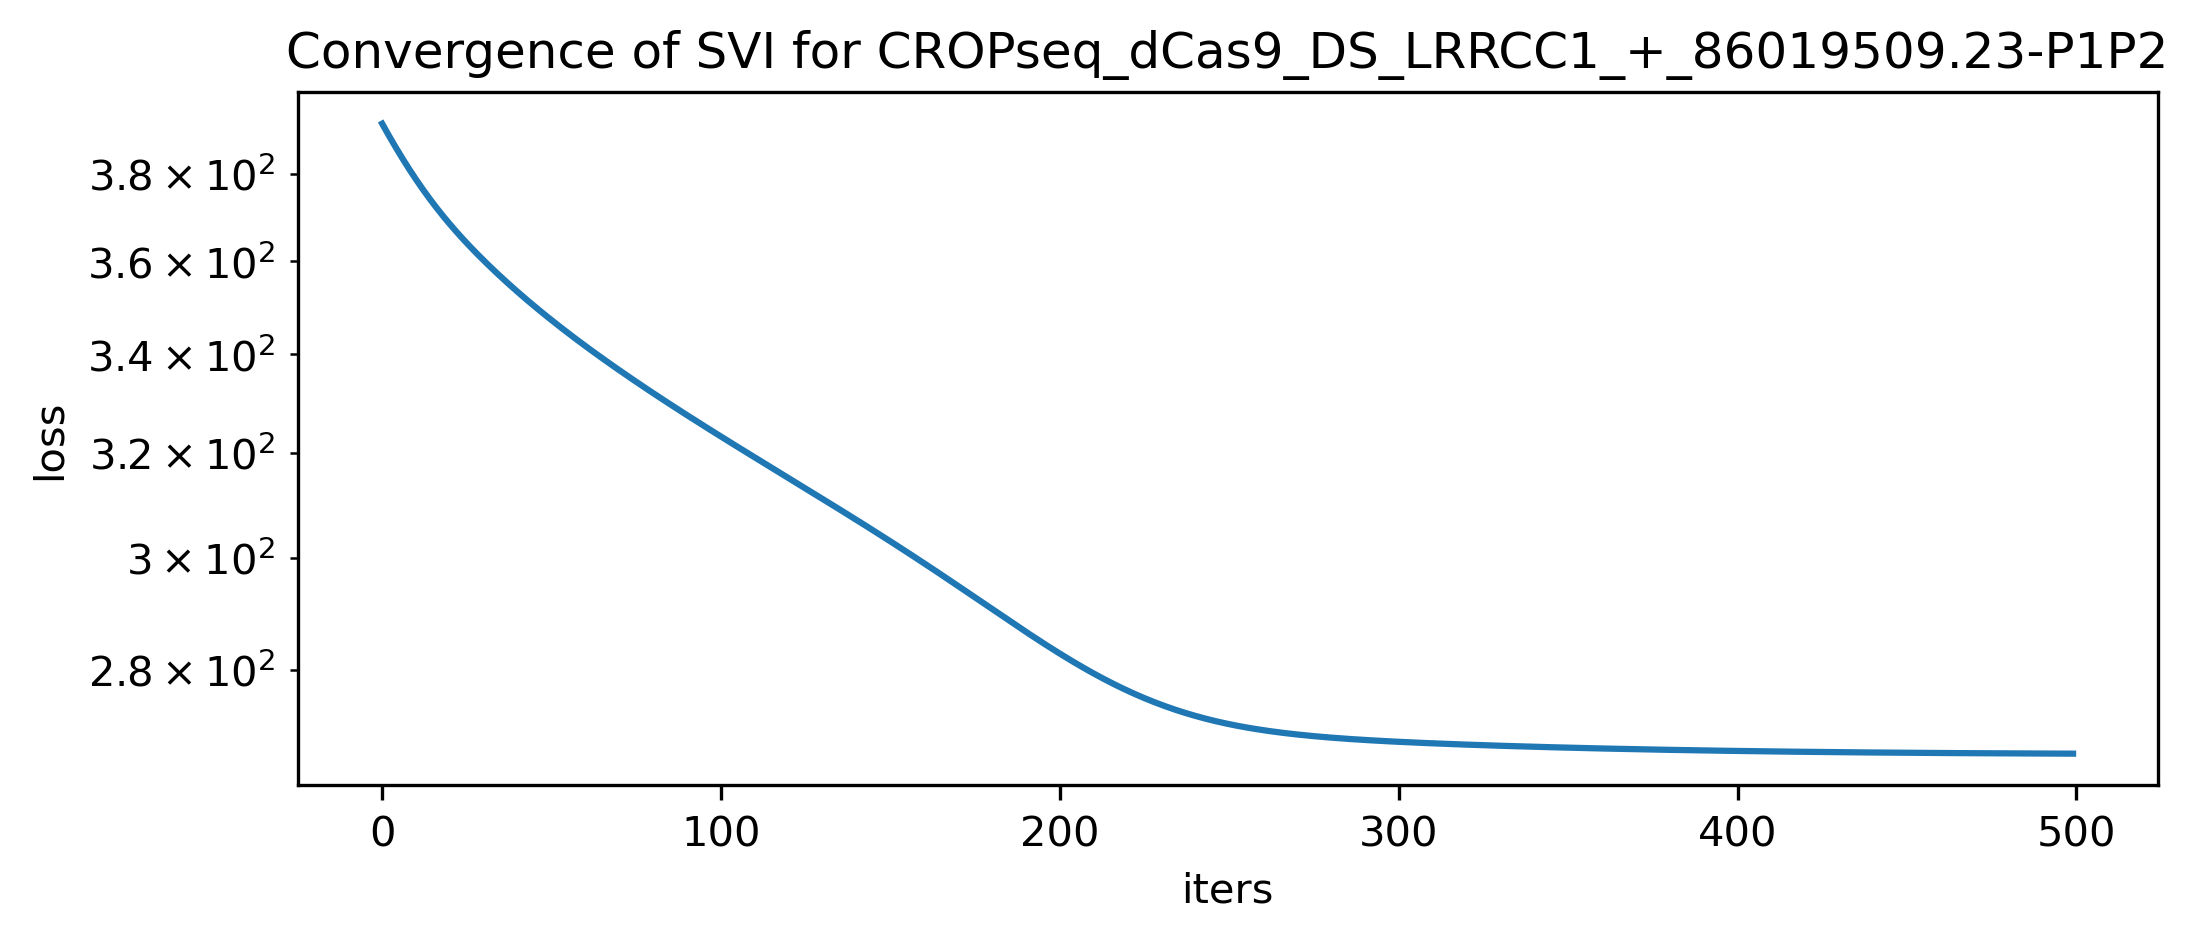 Convergence of SVI for CROPseq_dCas9_DS_LRRCC1_+_86019509.23-P1P2
3.8 × 10²
3.6 × 10²
3.4 × 10²
3.2 × 10²
3 × 10²
2.8 × 10²
loss
0 100 200 300 400 500
iters